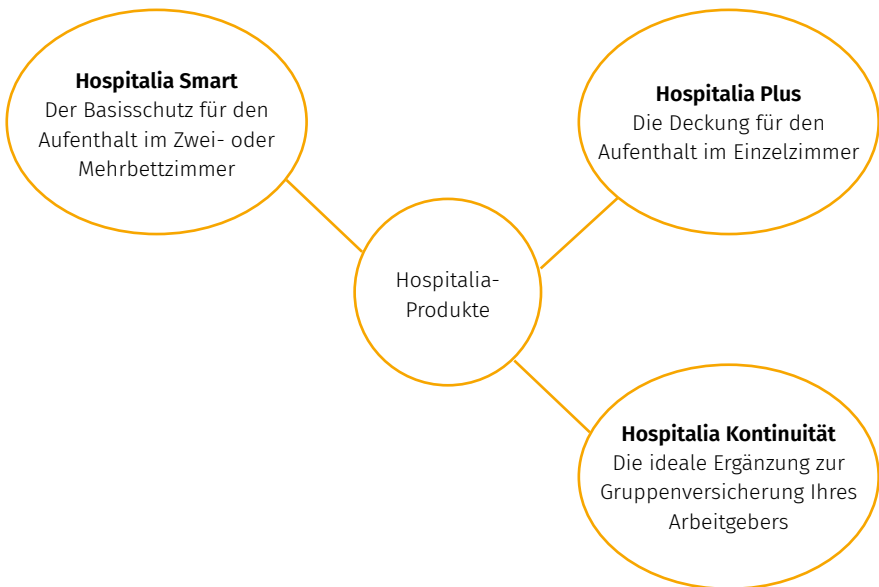 Hospitalia Smart
Der Basisschutz für den
Aufenthalt im Zwei- oder
Mehrbettzimmer
Hospitalia Plus
Die Deckung für den
Aufenthalt im Einzelzimmer
Hospitalia-
Produkte
Hospitalia Kontinuität
Die ideale Ergänzung zur
Gruppenversicherung Ihres
Arbeitgebers